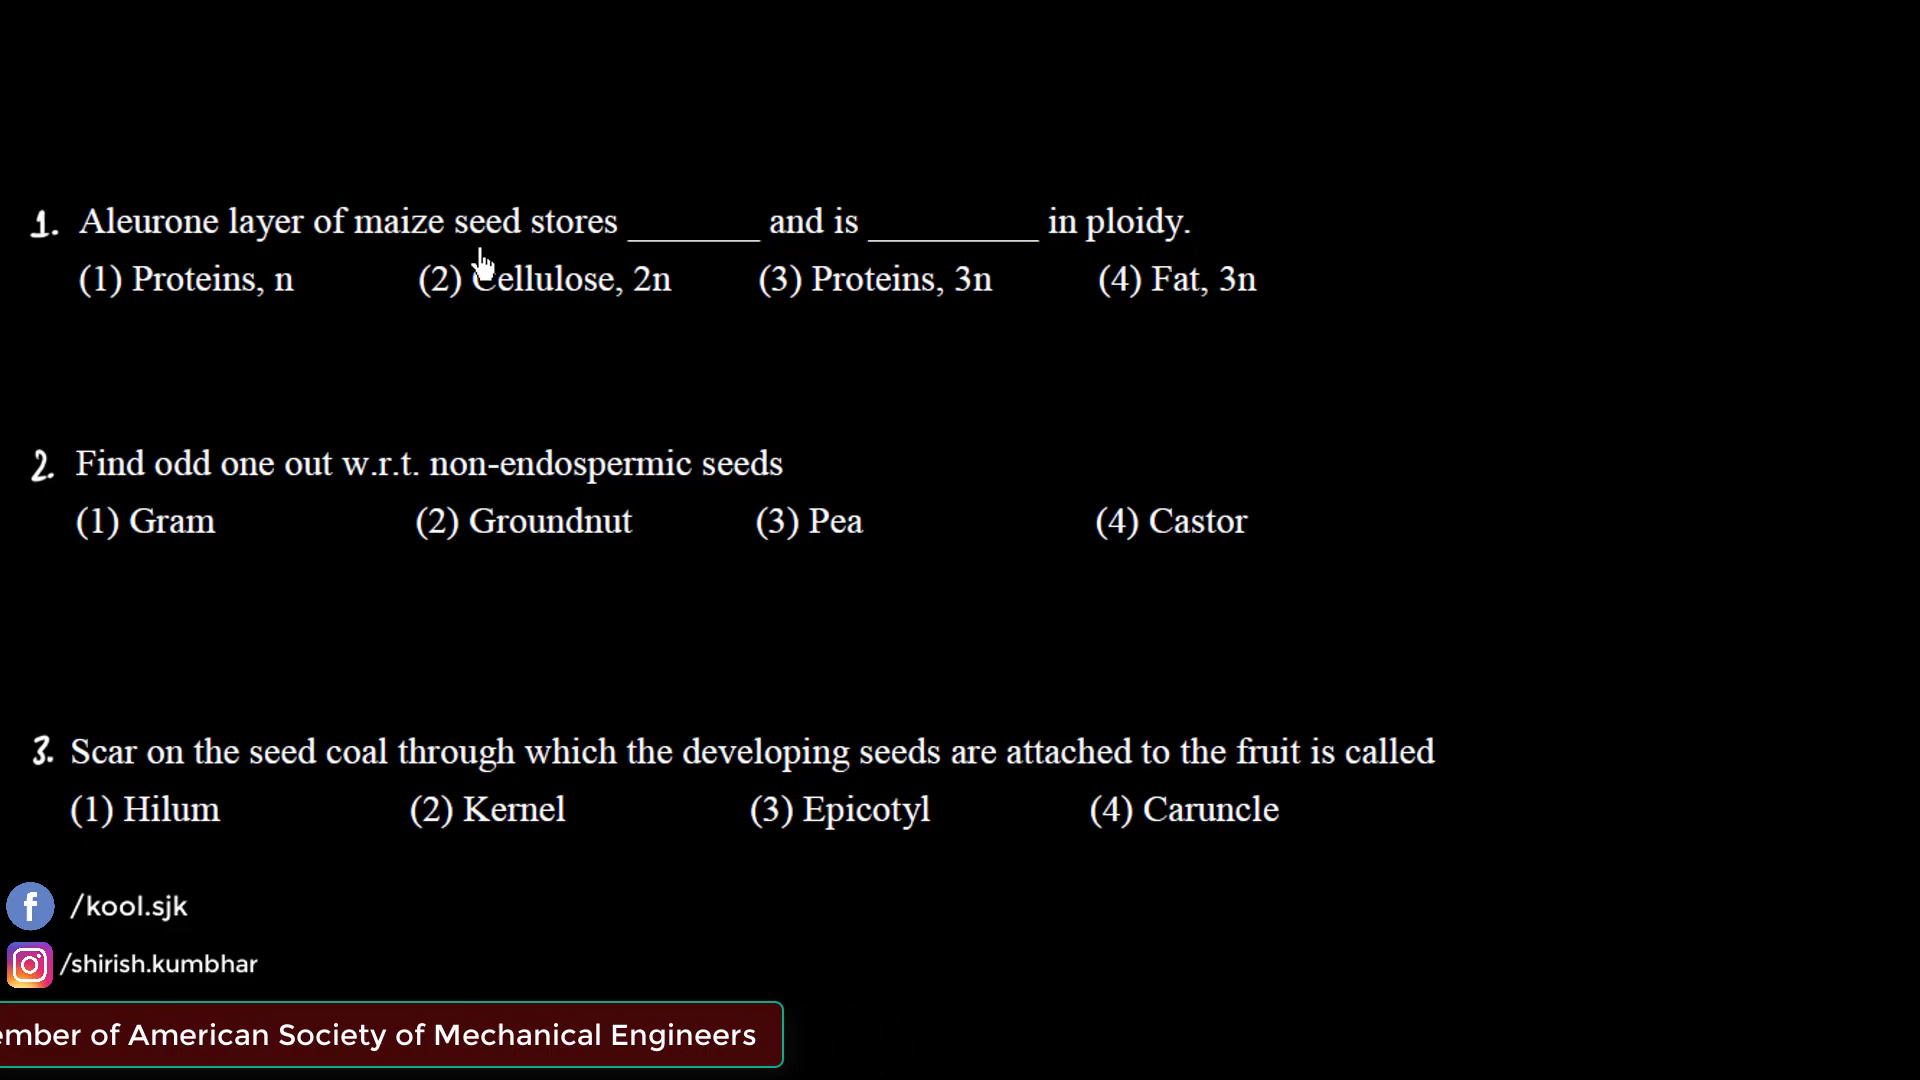 1. Aleurone layer of maize seed stores _______ and is _________ in ploidy.
(1) Proteins, n (2) Cellulose, 2n (3) Proteins, 3n (4) Fat, 3n
2. Find odd one out w.r.t. non-endospermic seeds
(1) Gram (2) Groundnut (3) Pea (4) Castor
3. Scar on the seed coal through which the developing seeds are attached to the fruit is called
(1) Hilum (2) Kernel (3) Epicotyl (4) Caruncle
f /kool.sjk
/shirish.kumbhar
ember of American Society of Mechanical Engineers